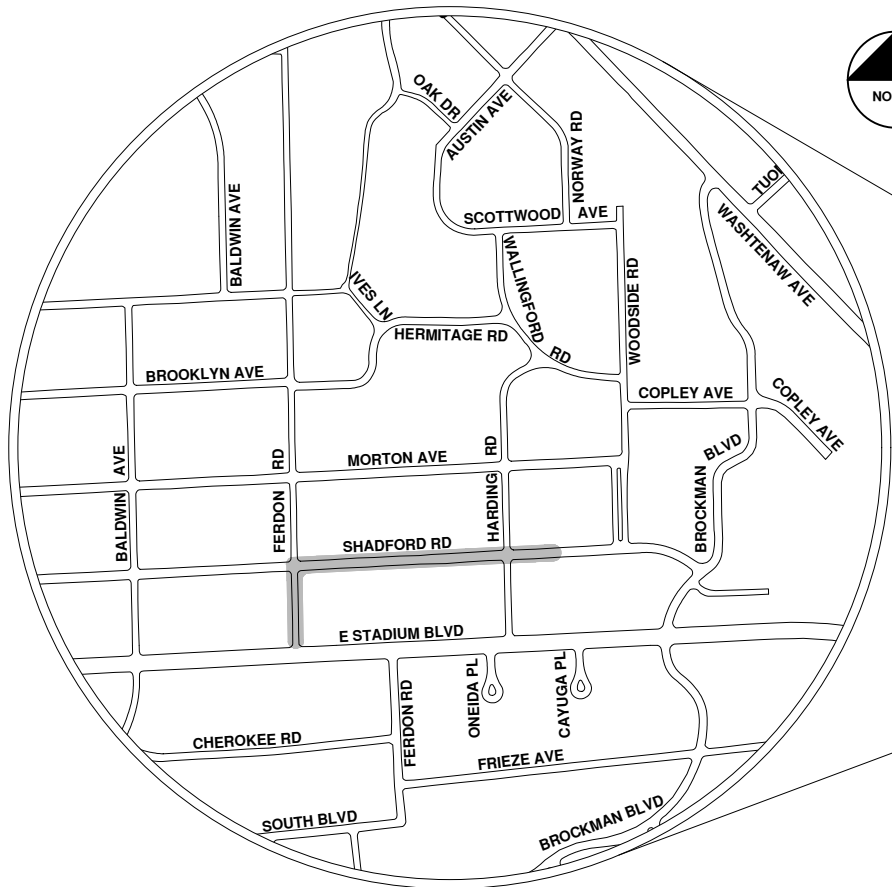 OAK DR
AUSTIN AVE
NORWAY RD
NO
BALDWIN AVE
SCOTTWOOD AVE
WASHTENAW AVE
IVES LN
WALLINGFORD RD
WOODSIDE RD
HERMITAGE RD
BROOKLYN AVE
COPLEY AVE
COPLEY AVE
BALDWIN AVE
FERDON RD
MORTON AVE
HARDING RD
BROCKMAN BLVD
SHADFORD RD
E STADIUM BLVD
FERDON RD
ONEIDA PL
CAYUGA PL
CHEROKEE RD
FRIEZE AVE
SOUTH BLVD
BROCKMAN BLVD